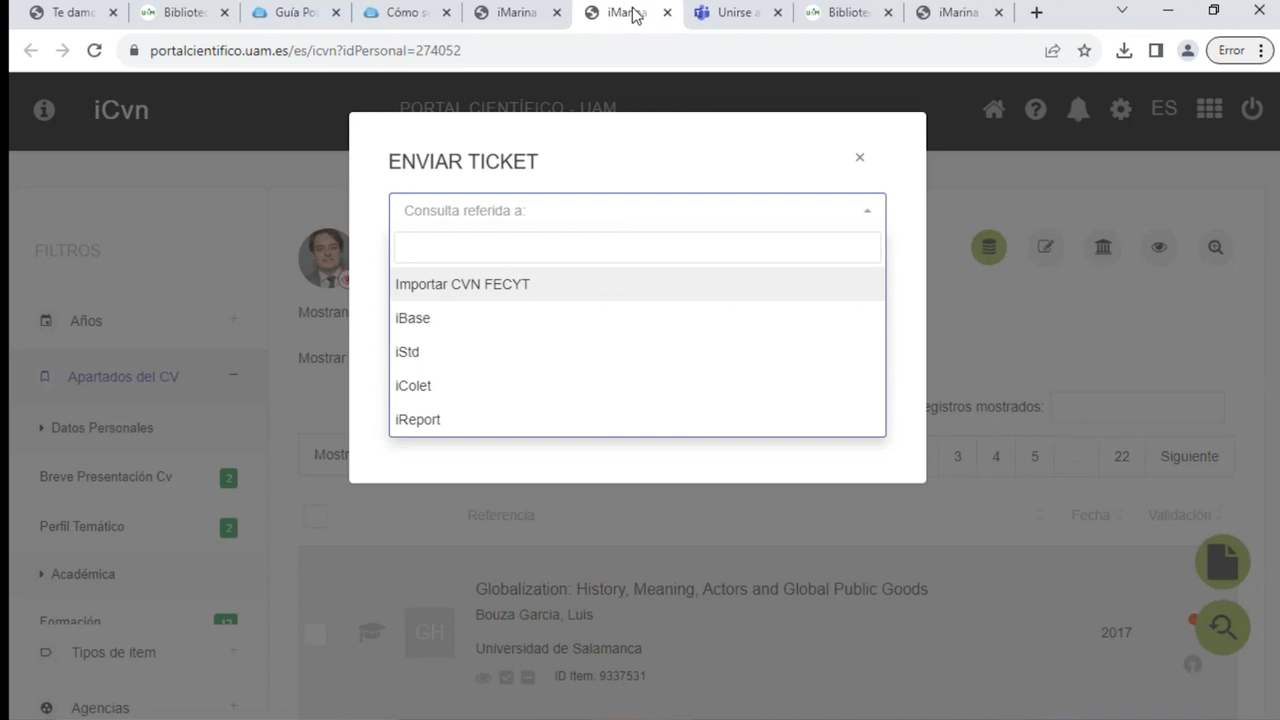 Te damo
Bibliotec
Guía Po
Cómo s
iMarina
iMarina
Unirse a
Bibliote
iMarina
portalcientifico.uam.es/es/icvn?idPersonal=274052
Error
iCvn
PORTAL CIENTÍFICO - UAM
ES
ENVIAR TICKET
Consulta referida a:
Importar CVN FECYT
iBase
iStd
iColet
iReport
FILTROS
Años
Apartados del CV
Datos Personales
Breve Presentación Cv 2
Perfil Temático 2
Académica
Formación 12
Tipos de ítem
Agencias
Mostran
Mostrar
egistros mostrados:
Mostr
3 4 5 ... 22 Siguiente
Referencia Fecha Validación
Globalization: History, Meaning, Actors and Global Public Goods
Bouza Garcia, Luis
GH
2017
Universidad de Salamanca
ID Item: 9337531